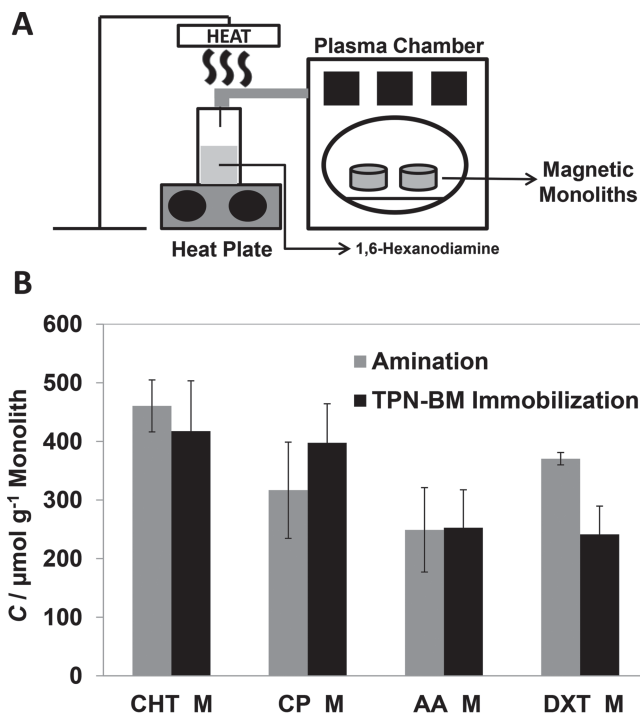 A
HEAT
Plasma Chamber
Magnetic
Monoliths
Heat Plate
1,6-Hexanodiamine
B
C / µmol g-1 Monolith
600
500
400
300
200
100
0
Amination
TPN-BM Immobilization
CHT M
CP M
AA M
DXT M